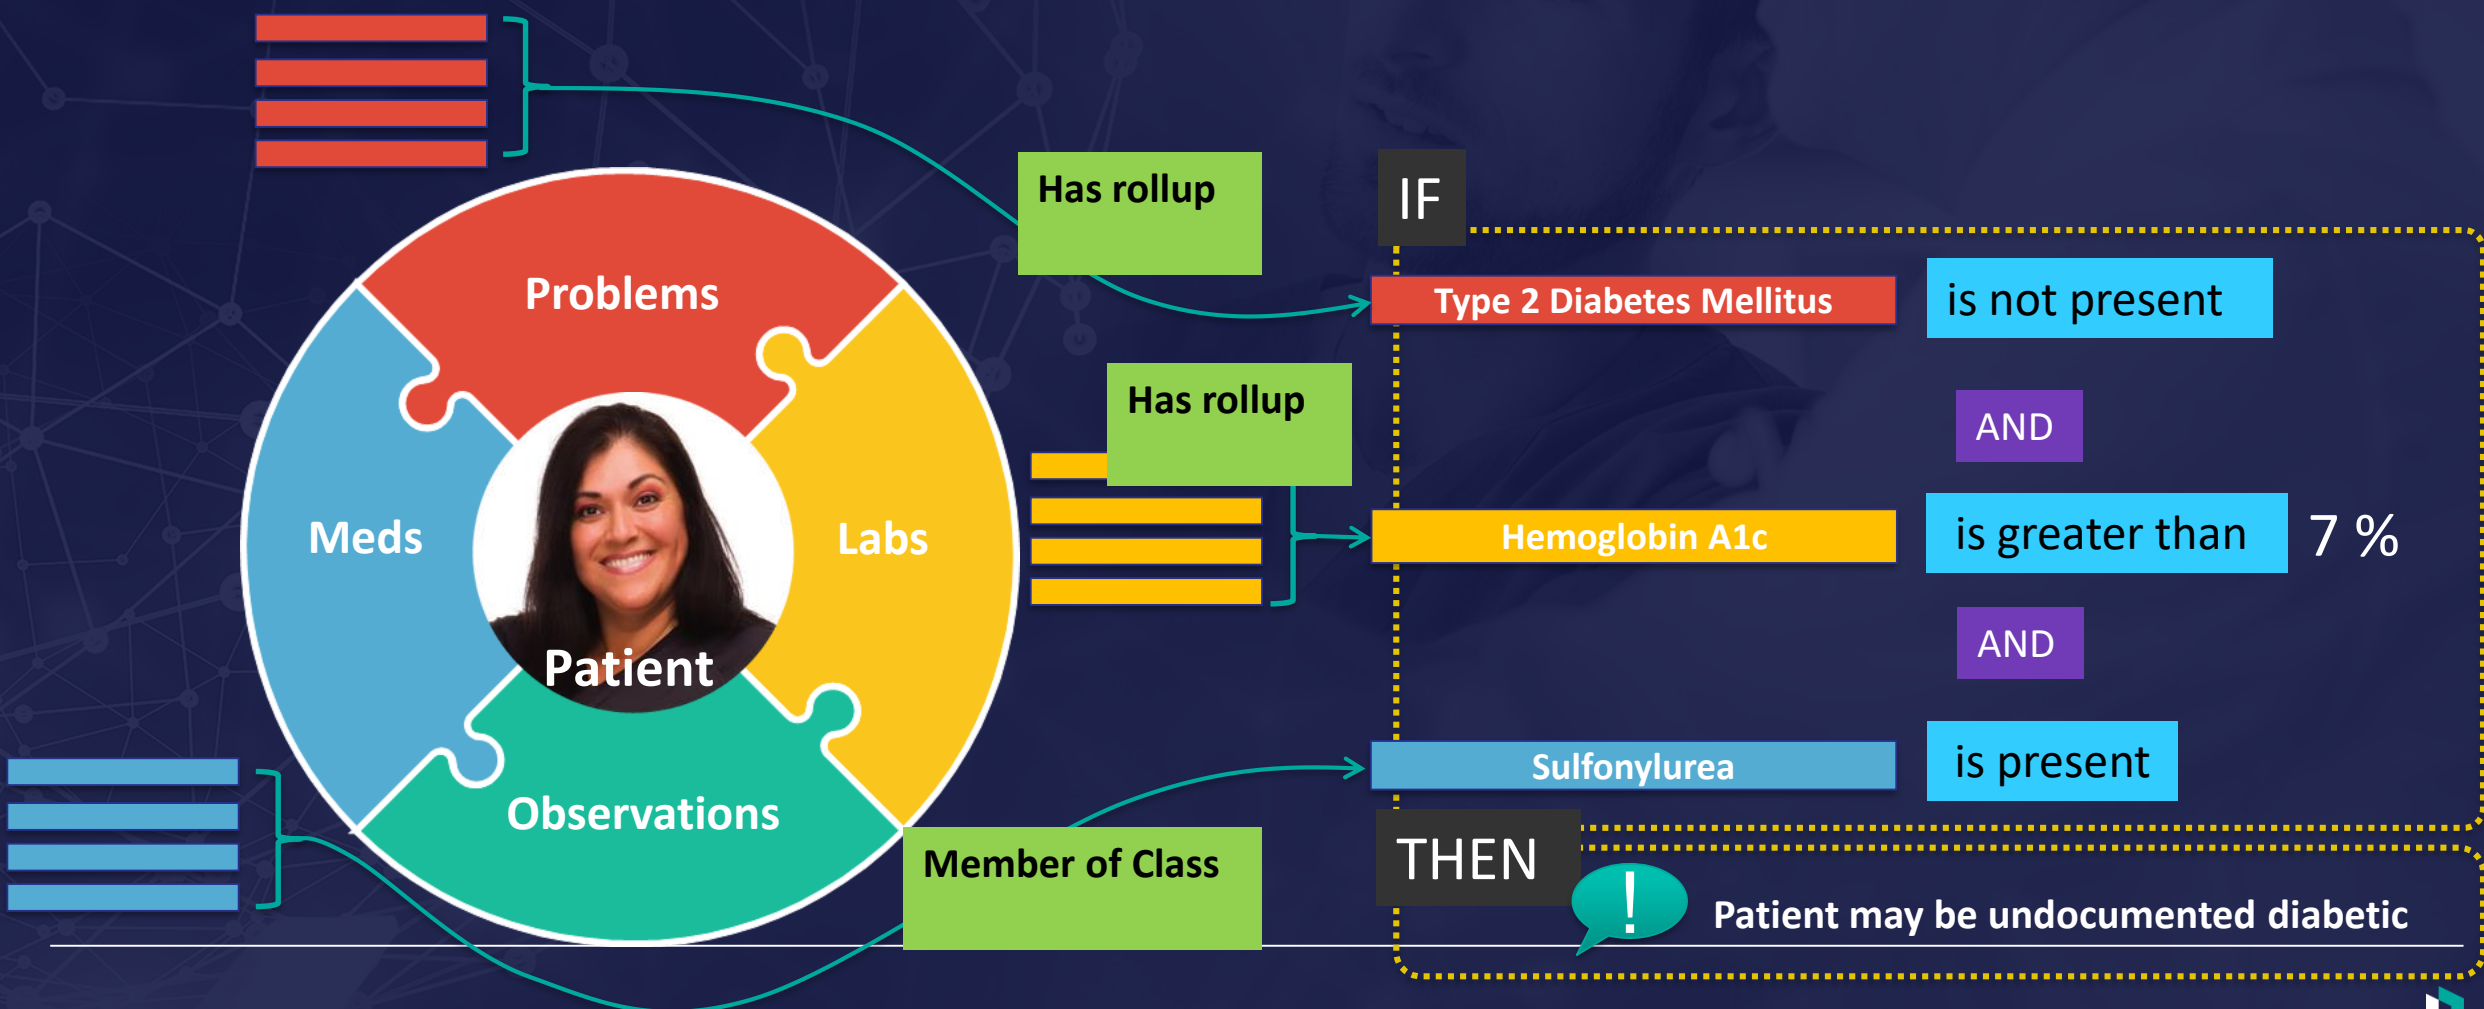 Problems
Meds
Labs
Patient
Observations
Has rollup
Has rollup
Member of Class
IF
Type 2 Diabetes Mellitus
is not present
AND
Hemoglobin A1c
is greater than
7 %
AND
Sulfonylurea
is present
THEN
!
Patient may be undocumented diabetic